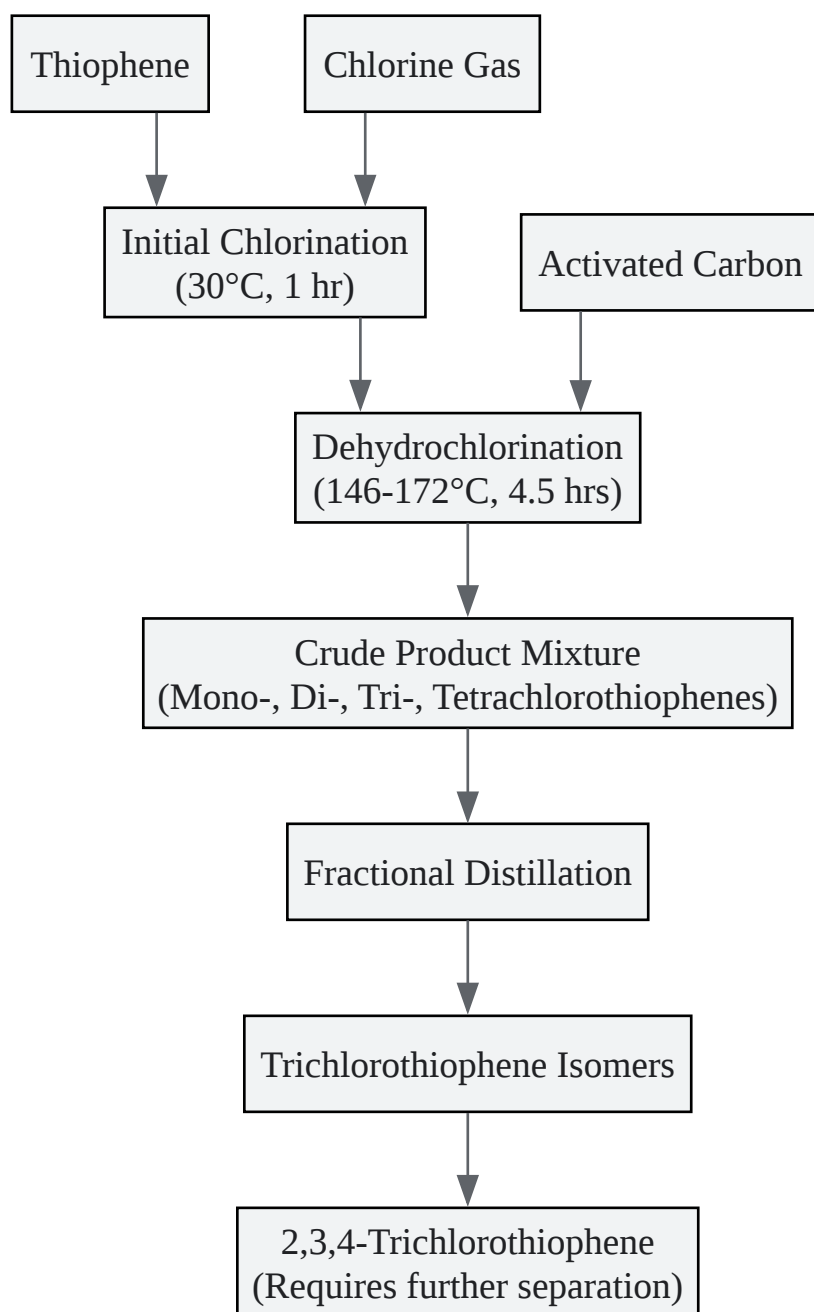 Thiophene
Chlorine Gas
Initial Chlorination
(30°C, 1 hr)
Activated Carbon
Dehydrochlorination
(146-172°C, 4.5 hrs)
Crude Product Mixture
(Mono-, Di-, Tri-, Tetrachlorothiophenes)
Fractional Distillation
Trichlorothiophene Isomers
2,3,4-Trichlorothiophene
(Requires further separation)